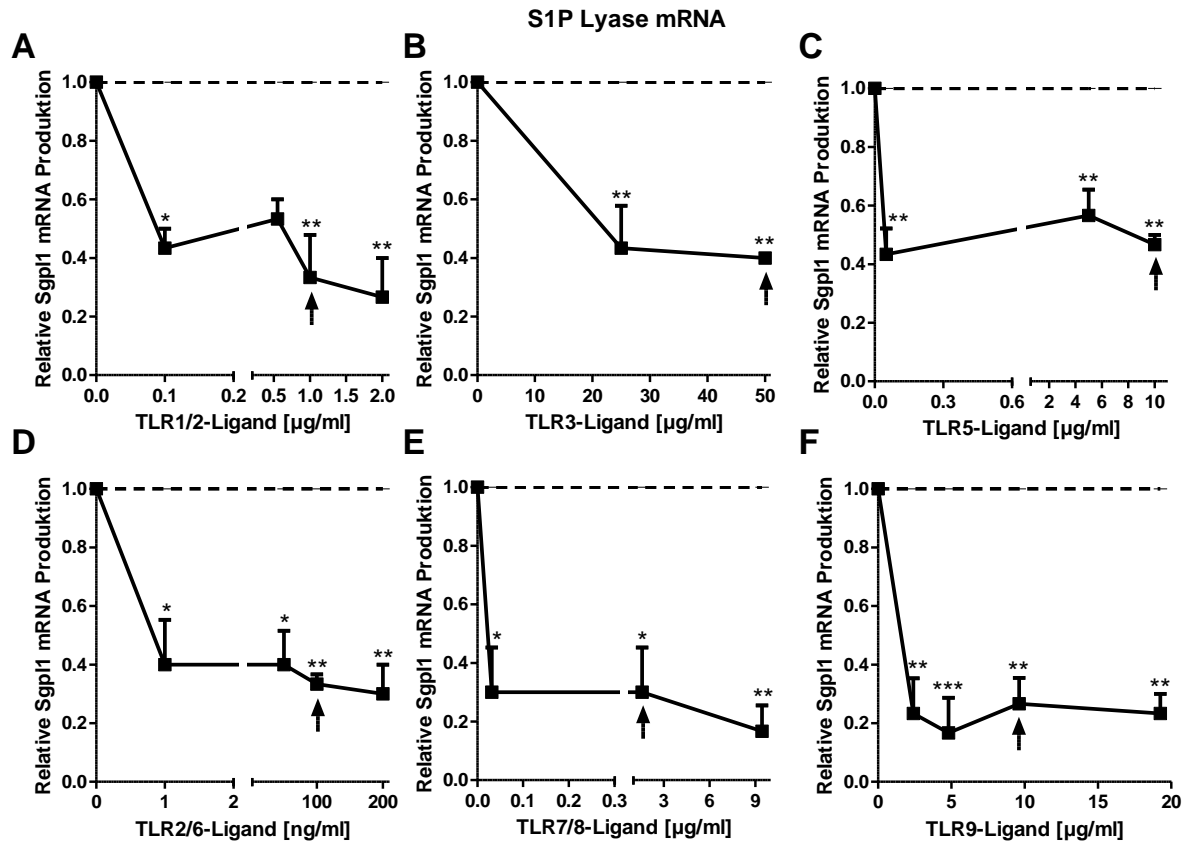 S1P Lyase mRNA
A
Relative Sgpl1 mRNA Produktion
1.0
0.8
0.6
0.4
0.2
0.0
*
**
**
0.0 0.1 0.2 0.5 1.0 1.5 2.0
TLR1/2-Ligand [µg/ml]
B
Relative Sgpl1 mRNA Produktion
1.0
0.8
0.6
0.4
0.2
0.0
**
**
0 10 20 30 40 50
TLR3-Ligand [µg/ml]
C
Relative Sgpl1 mRNA Produktion
1.0
0.8
0.6
0.4
0.2
0.0
**
**
**
0.0 0.3 0.6 2 4 6 8 10
TLR5-Ligand [µg/ml]
D
Relative Sgpl1 mRNA Produktion
1.0
0.8
0.6
0.4
0.2
0.0
*
*
**
**
0 1 2 100 200
TLR2/6-Ligand [ng/ml]
E
Relative Sgpl1 mRNA Produktion
1.0
0.8
0.6
0.4
0.2
0.0
*
*
**
0.0 0.1 0.2 0.3 3 6 9
TLR7/8-Ligand [µg/ml]
F
Relative Sgpl1 mRNA Produktion
1.0
0.8
0.6
0.4
0.2
0.0
**
***
**
**
0 5 10 15 20
TLR9-Ligand [µg/ml]